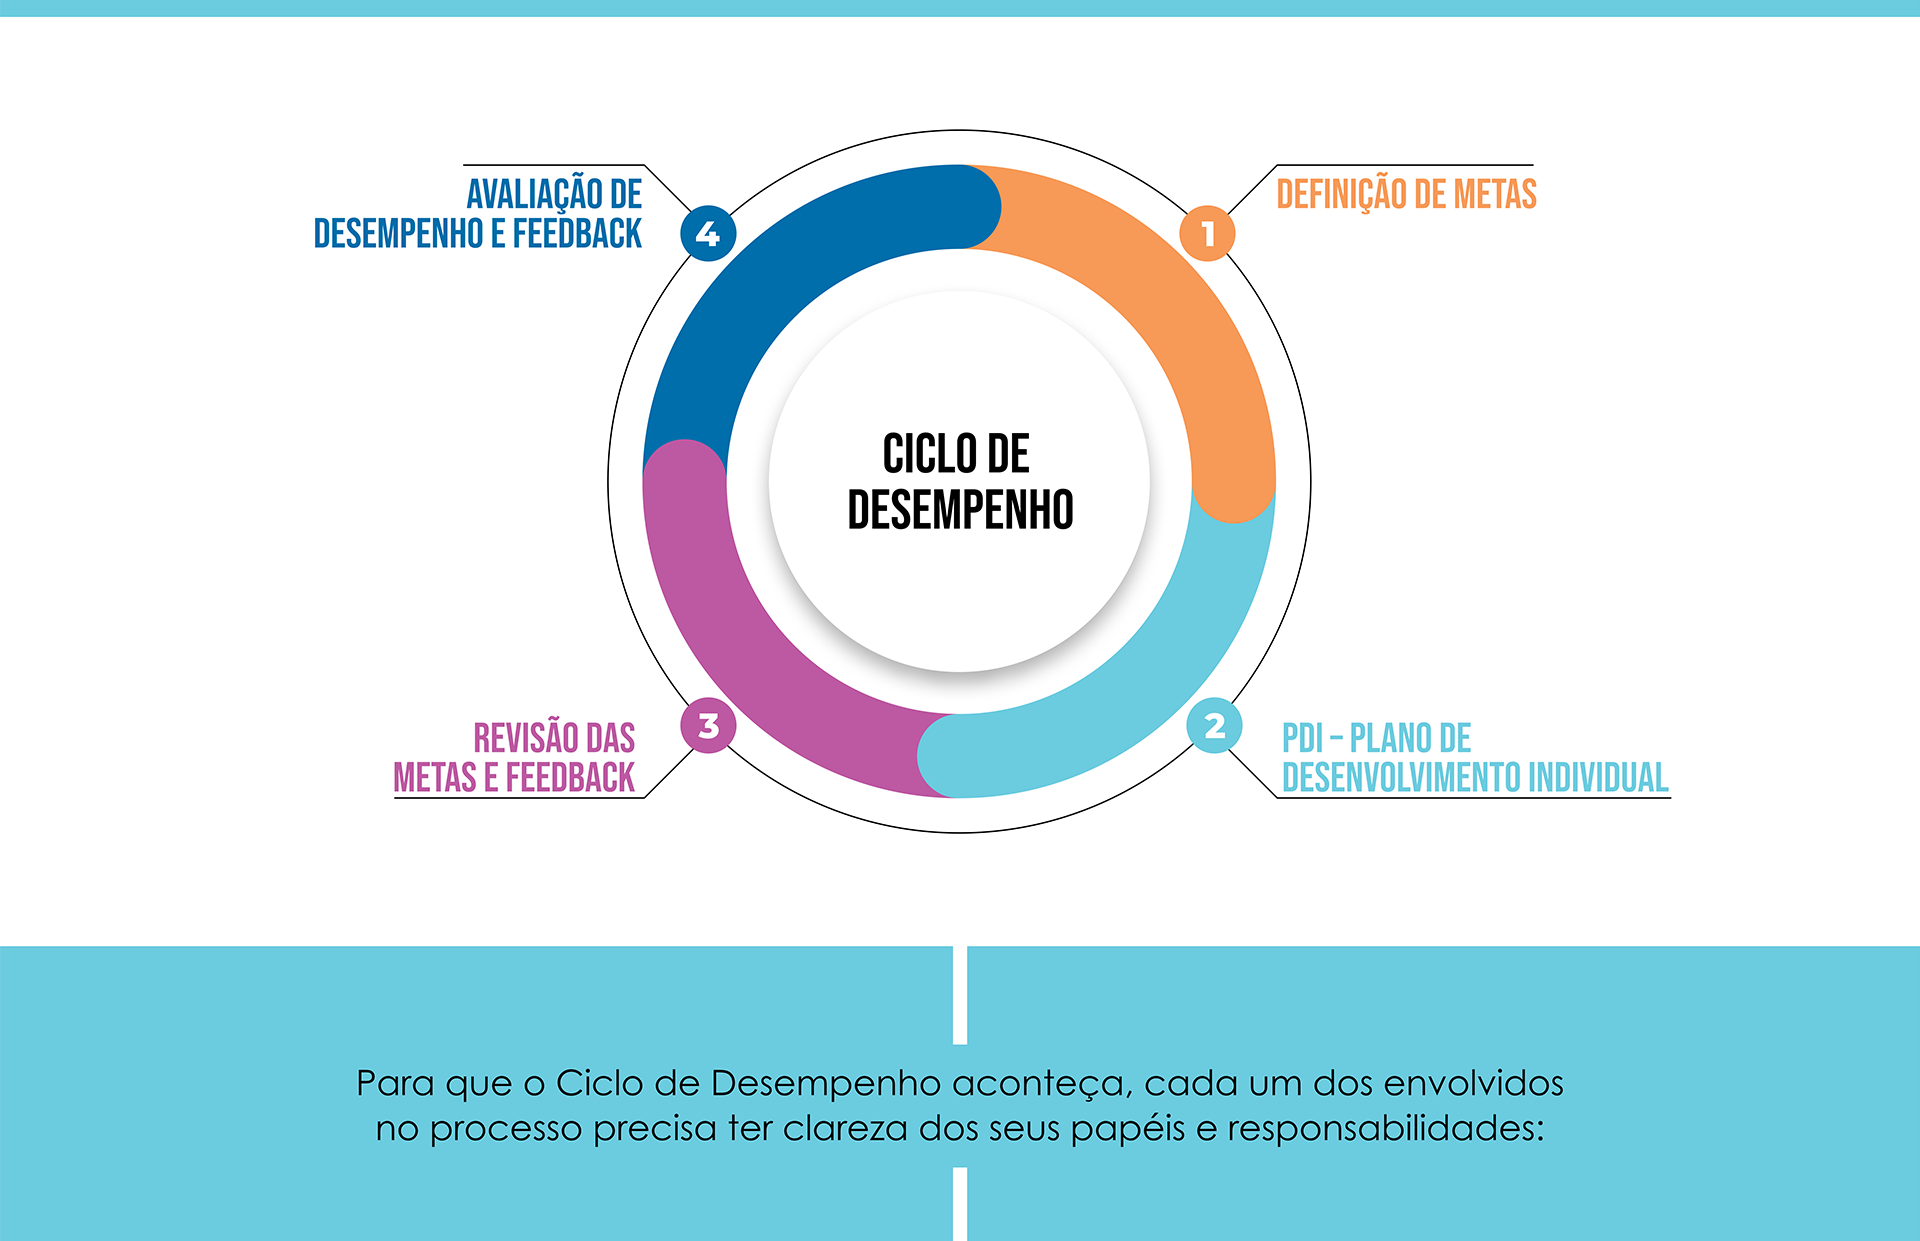 AVALIAÇÃO DE
DESEMPENHO E FEEDBACK
4
1
DEFINIÇÃO DE METAS
CICLO DE
DESEMPENHO
REVISÃO DAS
METAS E FEEDBACK
3
2
PDI – PLANO DE
DESENVOLVIMENTO INDIVIDUAL
Para que o Ciclo de Desempenho aconteça, cada um dos envolvidos
no processo precisa ter clareza dos seus papéis e responsabilidades: